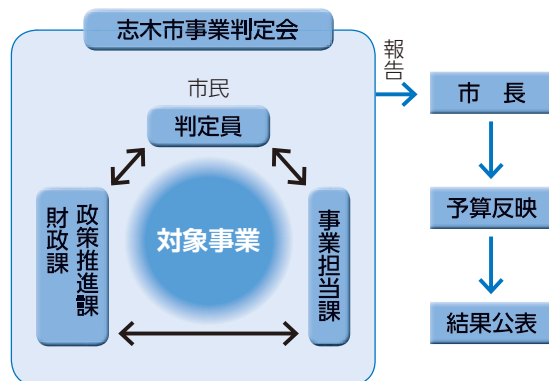 志木市事業判定会
報告
市民
判定員
市　長
政策推進課
財政課
対象事業
事業担当課
予算反映
結果公表